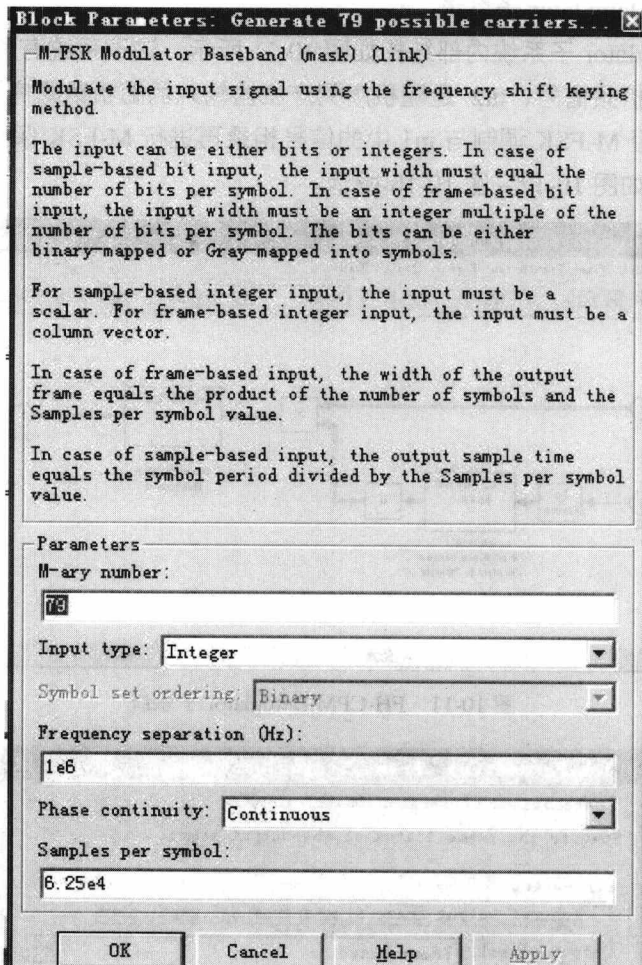 Block Parameters: Generate 79 possible carriers...
M-FSK Modulator Baseband (mask) (link)
Modulate the input signal using the frequency shift keying
method.
The input can be either bits or integers. In case of
sample-based bit input, the input width must equal the
number of bits per symbol. In case of frame-based bit
input, the input width must be an integer multiple of the
number of bits per symbol. The bits can be either
binary-mapped or Gray-mapped into symbols.
For sample-based integer input, the input must be a
scalar. For frame-based integer input, the input must be a
column vector.
In case of frame-based input, the width of the output
frame equals the product of the number of symbols and the
Samples per symbol value.
In case of sample-based input, the output sample time
equals the symbol period divided by the Samples per symbol
value.
Parameters
M-ary number:
79
Input type: Integer
Symbol set ordering: Binary
Frequency separation (Hz):
1e6
Phase continuity: Continuous
Samples per symbol:
6.25e4
OK Cancel Help Apply